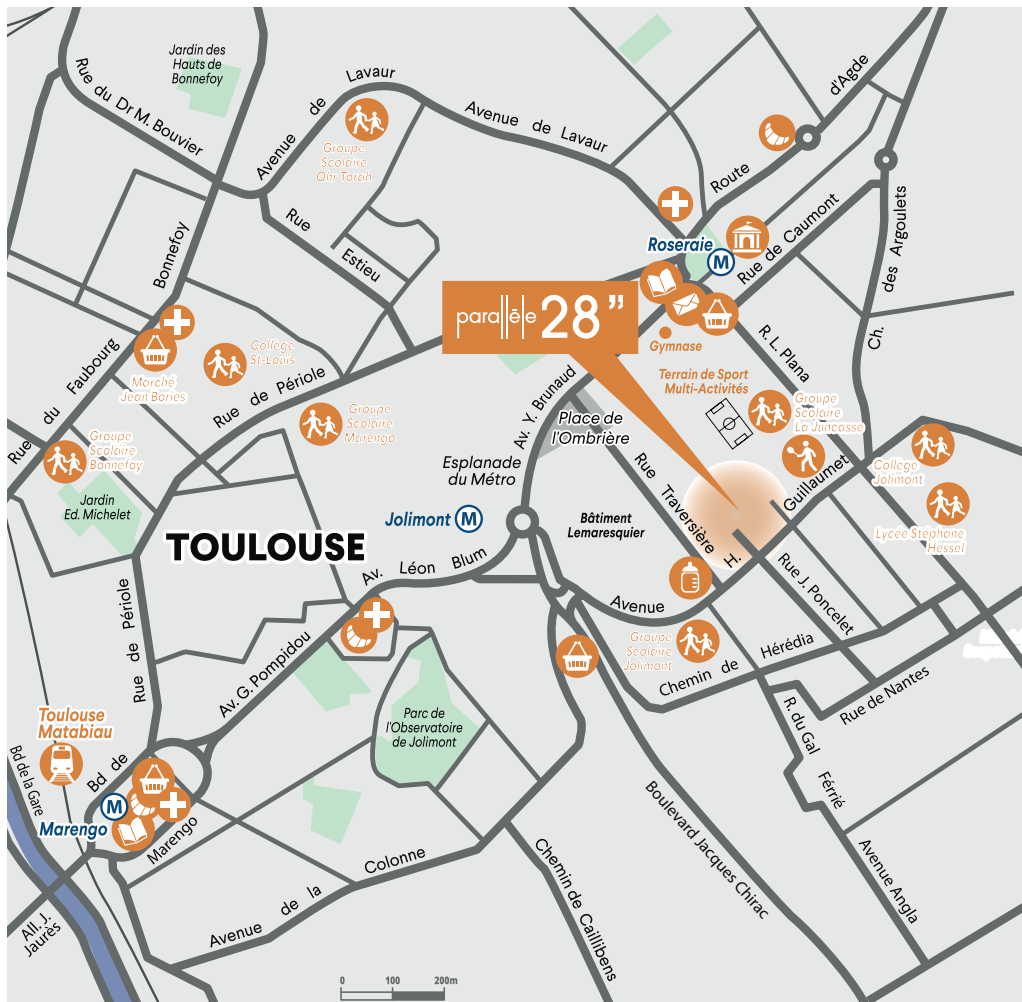 Jardin des
Hauts de
Bonnefoy
Rue du Dr M. Bouvier
Avenue de Lavaur
Avenue de Lavaur
Groupe
Scolaire
Ohr Torah
Route d'Agde
Rue
Estieu
Bonnefoy
Roseraie
M
Rue de Caumont
Ch. des Argoulets
parallèle 28"
Gymnase
R. L. Plana
Terrain de Sport
Multi-Activités
Groupe
Scolaire
La Juncasse
Collège
St-Louis
Marché
Jean Bories
Rue du Faubourg
Rue de Périole
Groupe
Scolaire
Marengo
Groupe
Scolaire
Bonnefoy
Jardin
Ed. Michelet
Av. Y. Brunaud
Place de
l'Ombrière
Esplanade
du Métro
Jolimont M
Rue Traversière
Bâtiment
Lemaresquier
H. Guillaumet
Collège
Jolimont
Lycée Stéphane
Hessel
TOULOUSE
Av. Léon Blum
Avenue
Rue J. Poncelet
Groupe
Scolaire
Jolimont
Chemin de Hérédia
Rue de Nantes
Rue de Périole
Av. G. Pompidou
Parc de
l'Observatoire
de Jolimont
R. du Gal
Férrié
Avenue Angla
Toulouse
Matabiau
Bd de la Gare
Bd de
Marengo
M
Marengo
All. J.
Jaurès
Avenue de la Colonne
Chemin de Caillibens
Boulevard Jacques Chirac
0 100 200m